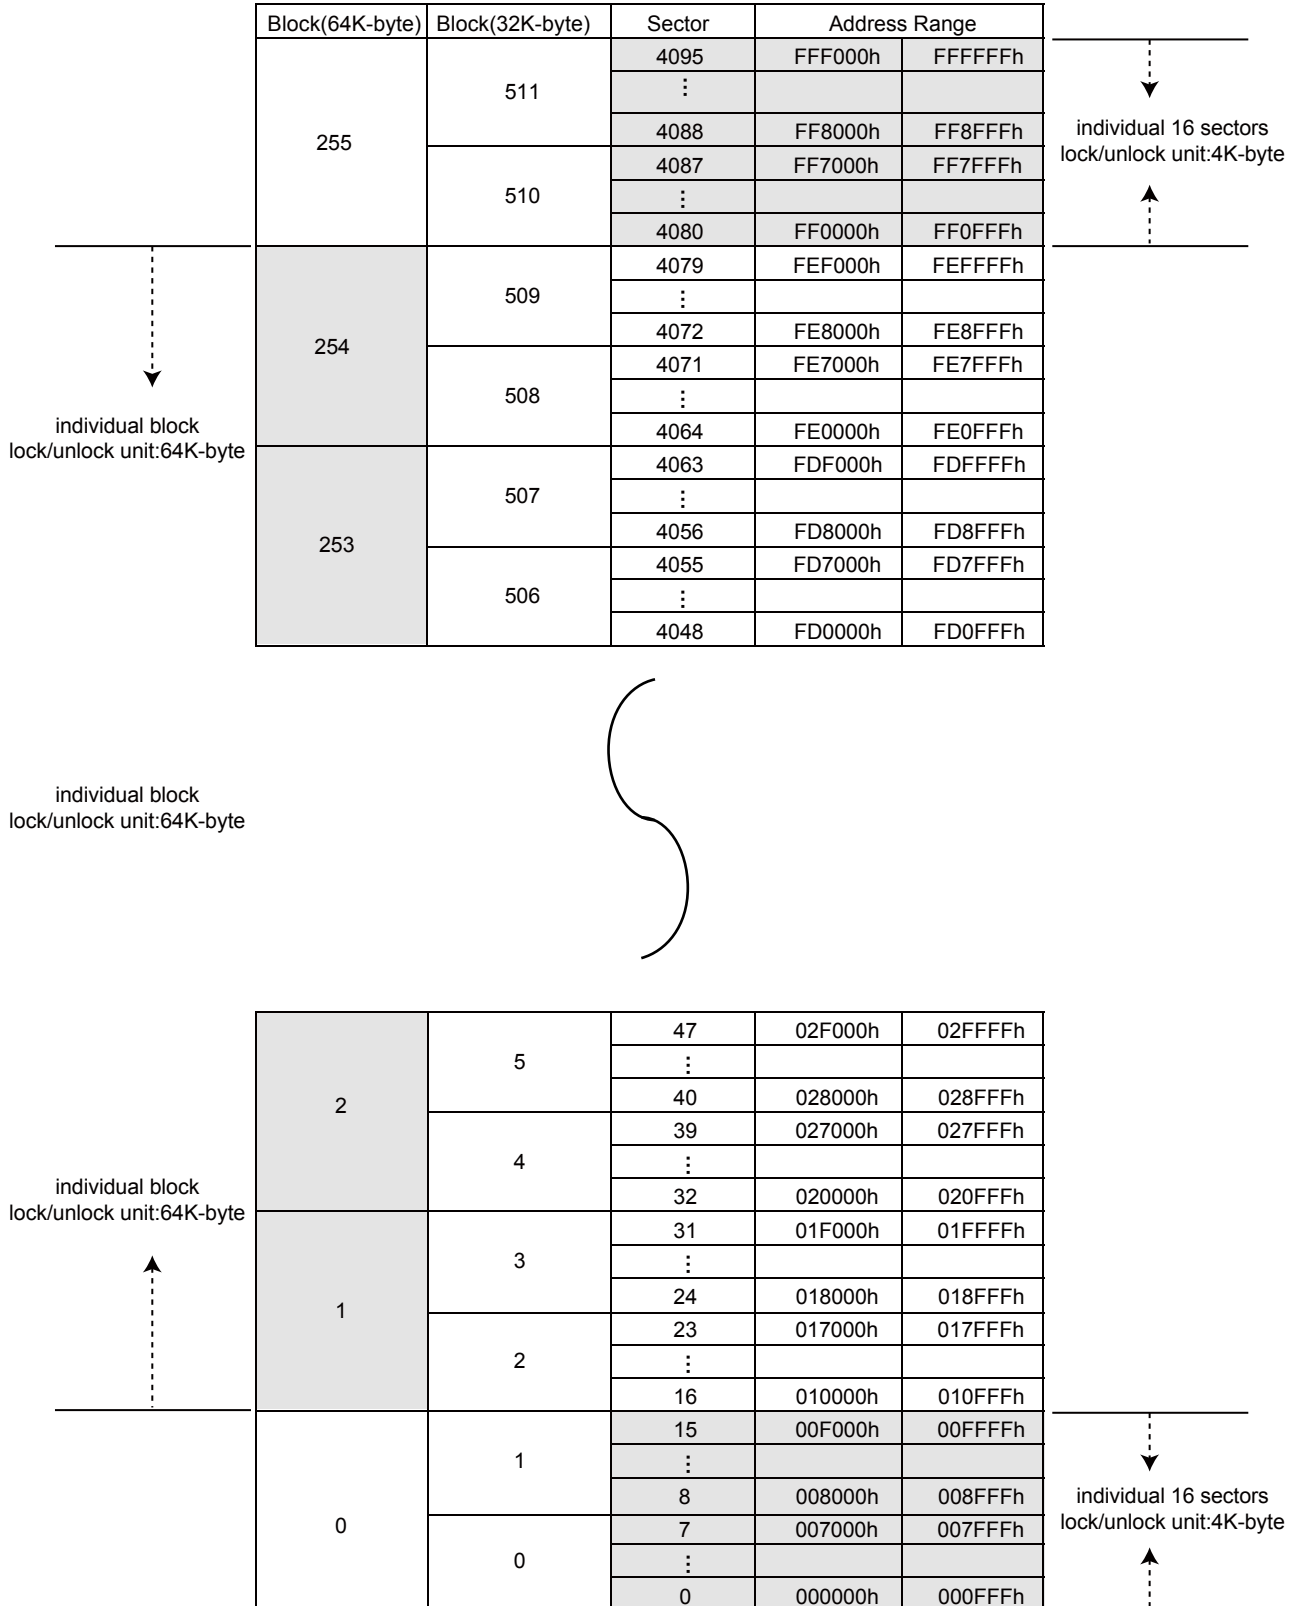 Block(64K-byte) Block(32K-byte) Sector Address Range
4095 FFF000h FFFFFFh
511 ⋮
individual 16 sectors
lock/unlock unit:4K-byte
4088 FF8000h FF8FFFh
255
4087 FF7000h FF7FFFh
510 ⋮
4080 FF0000h FF0FFFh
4079 FEF000h FEFFFFh
509 ⋮
4072 FE8000h FE8FFFh
254
4071 FE7000h FE7FFFh
508 ⋮
individual block
lock/unlock unit:64K-byte
4064 FE0000h FE0FFFh
4063 FDF000h FDFFFFh
507 ⋮
4056 FD8000h FD8FFFh
253
4055 FD7000h FD7FFFh
506 ⋮
4048 FD0000h FD0FFFh
individual block
lock/unlock unit:64K-byte
47 02F000h 02FFFFh
5 ⋮
40 028000h 028FFFh
2
39 027000h 027FFFh
4 ⋮
individual block
lock/unlock unit:64K-byte
32 020000h 020FFFh
31 01F000h 01FFFFh
3 ⋮
24 018000h 018FFFh
1
23 017000h 017FFFh
2 ⋮
16 010000h 010FFFh
15 00F000h 00FFFFh
1 ⋮
8 008000h 008FFFh
individual 16 sectors
lock/unlock unit:4K-byte
0
7 007000h 007FFFh
0 ⋮
0 000000h 000FFFh